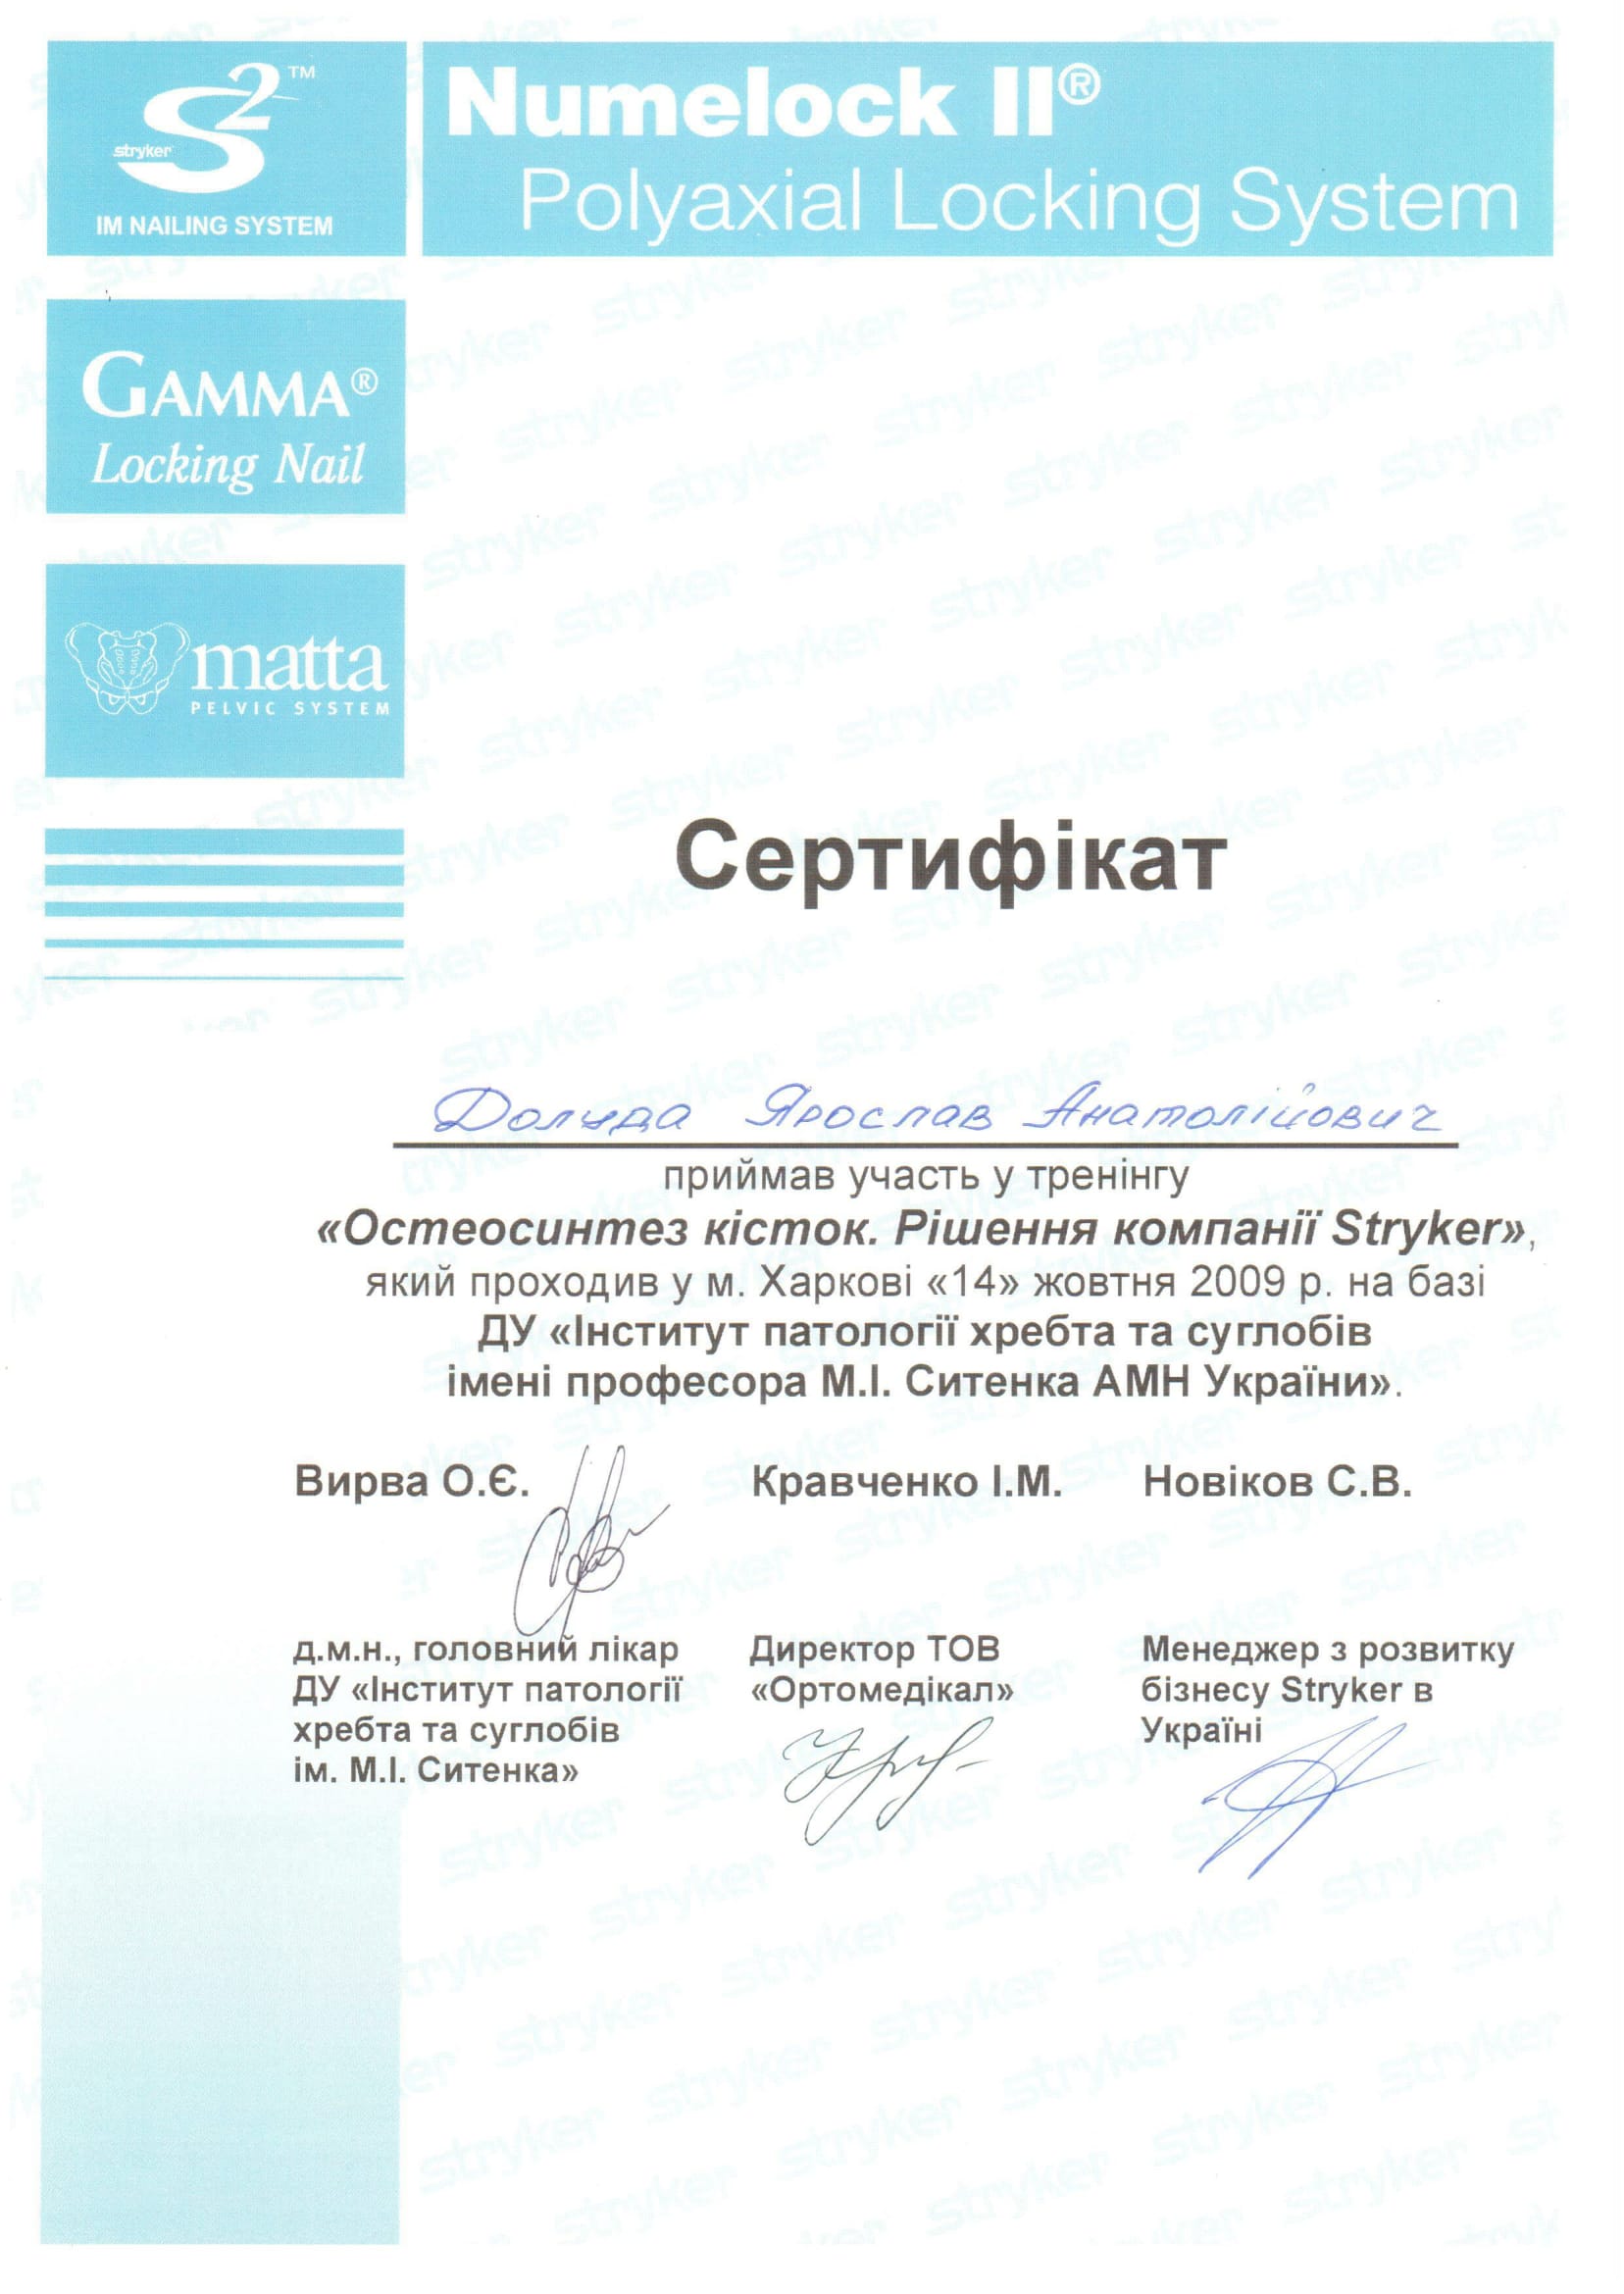 S2™
stryker
IM NAILING SYSTEM
Numelock II®
Polyaxial Locking System
GAMMA®
Locking Nail
matta
PELVIC SYSTEM
Сертифікат
Долуда Ярослав Анатолійович
приймав участь у тренінгу
«Остеосинтез кісток. Рішення компанії Stryker»,
який проходив у м. Харкові «14» жовтня 2009 р. на базі
ДУ «Інститут патології хребта та суглобів
імені професора М.І. Ситенка АМН України».
Вирва О.Є.
Кравченко І.М.
Новіков С.В.
д.м.н., головний лікар
ДУ «Інститут патології
хребта та суглобів
ім. М.І. Ситенка»
Директор ТОВ
«Ортомедікал»
Менеджер з розвитку
бізнесу Stryker в
Україні